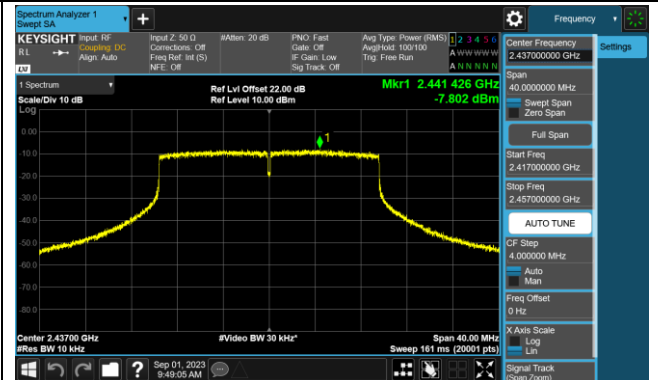 Spectrum Analyzer 1
Swept SA
+
Frequency
KEYSIGHT
RL
LXI
Input: RF
Coupling: DC
Align: Auto
Input Z: 50 Ω
Corrections: Off
Freq Ref: Int (S)
NFE: Off
#Atten: 20 dB
PNO: Fast
Gate: Off
IF Gain: Low
Sig Track: Off
Avg Type: Power (RMS)
Avg|Hold: 100/100
Trig: Free Run
1 2 3 4 5 6
A W W W W W
A N N N N N
1 Spectrum
Scale/Div 10 dB
Log
Ref Lvl Offset 22.00 dB
Ref Level 10.00 dBm
Mkr1 2.441 426 GHz
-7.802 dBm
1
0.00
-10.0
-20.0
-30.0
-40.0
-50.0
-60.0
-70.0
-80.0
Center 2.43700 GHz
#Res BW 10 kHz
#Video BW 30 kHz*
Span 40.00 MHz
Sweep 161 ms (20001 pts)
Center Frequency
2.437000000 GHz
Settings
Span
40.0000000 MHz
Swept Span
Zero Span
Full Span
Start Freq
2.417000000 GHz
Stop Freq
2.457000000 GHz
AUTO TUNE
CF Step
4.000000 MHz
Auto
Man
Freq Offset
0 Hz
X Axis Scale
Log
Lin
Signal Track
(Span Zoom)
?
Sep 01, 2023
9:49:05 AM